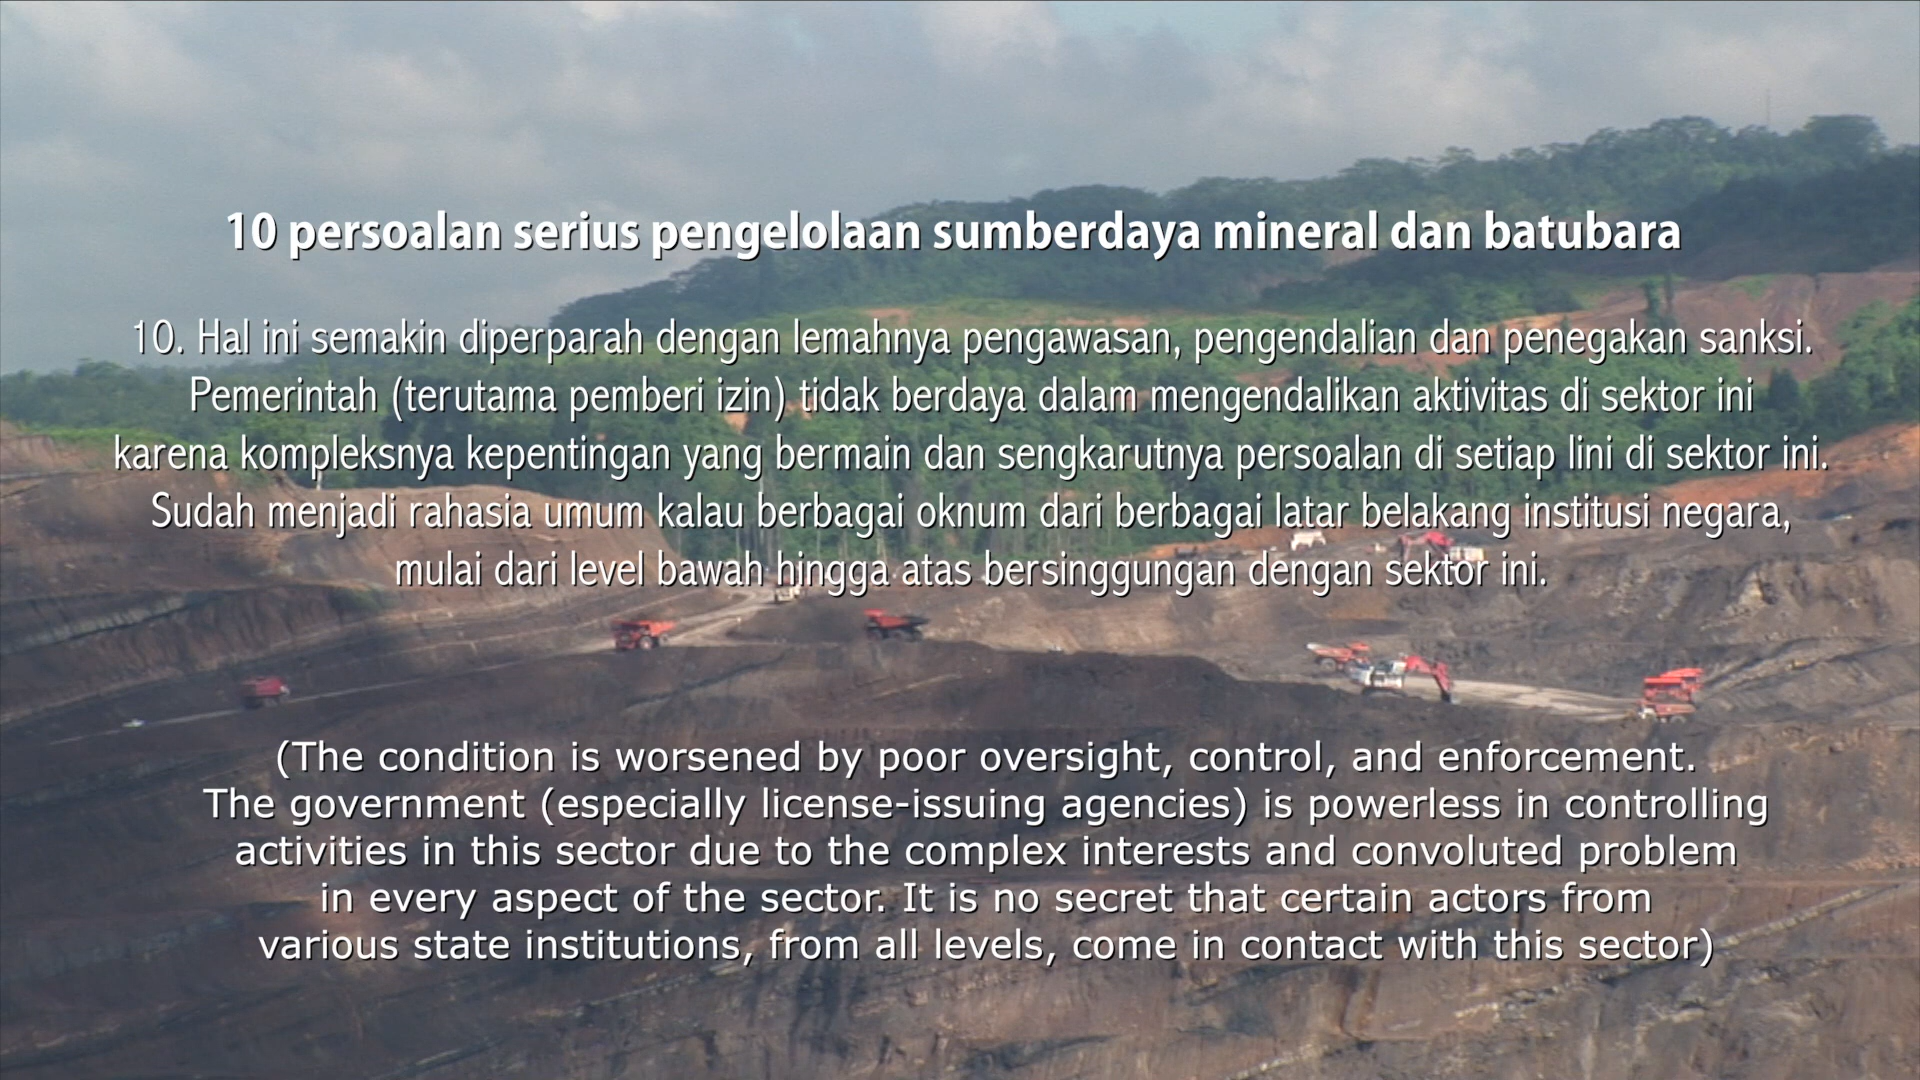 10 persoalan serius pengelolaan sumberdaya mineral dan batubara
10. Hal ini semakin diperparah dengan lemahnya pengawasan, pengendalian dan penegakan sanksi.
Pemerintah (terutama pemberi izin) tidak berdaya dalam mengendalikan aktivitas di sektor ini
karena kompleksnya kepentingan yang bermain dan sengkarutnya persoalan di setiap lini di sektor ini.
Sudah menjadi rahasia umum kalau berbagai oknum dari berbagai latar belakang institusi negara,
mulai dari level bawah hingga atas bersinggungan dengan sektor ini.
(The condition is worsened by poor oversight, control, and enforcement.
The government (especially license-issuing agencies) is powerless in controlling
activities in this sector due to the complex interests and convoluted problem
in every aspect of the sector. It is no secret that certain actors from
various state institutions, from all levels, come in contact with this sector)